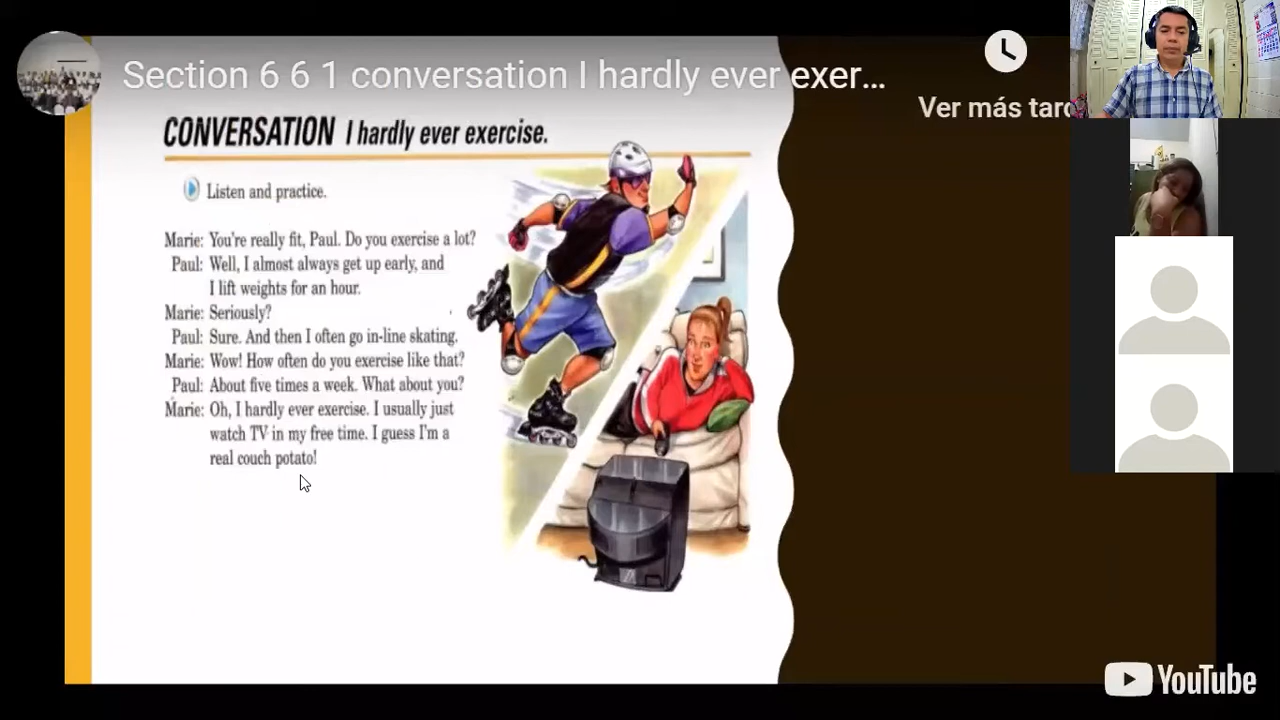 Section 6 6 1 conversation I hardly ever exer...
Ver más tard
CONVERSATION I hardly ever exercise.
Listen and practice.
Marie: You're really fit, Paul. Do you exercise a lot?
Paul: Well, I almost always get up early, and
I lift weights for an hour.
Marie: Seriously?
Paul: Sure. And then I often go in-line skating.
Marie: Wow! How often do you exercise like that?
Paul: About five times a week. What about you?
Marie: Oh, I hardly ever exercise. I usually just
watch TV in my free time. I guess I'm a
real couch potato!
YouTube